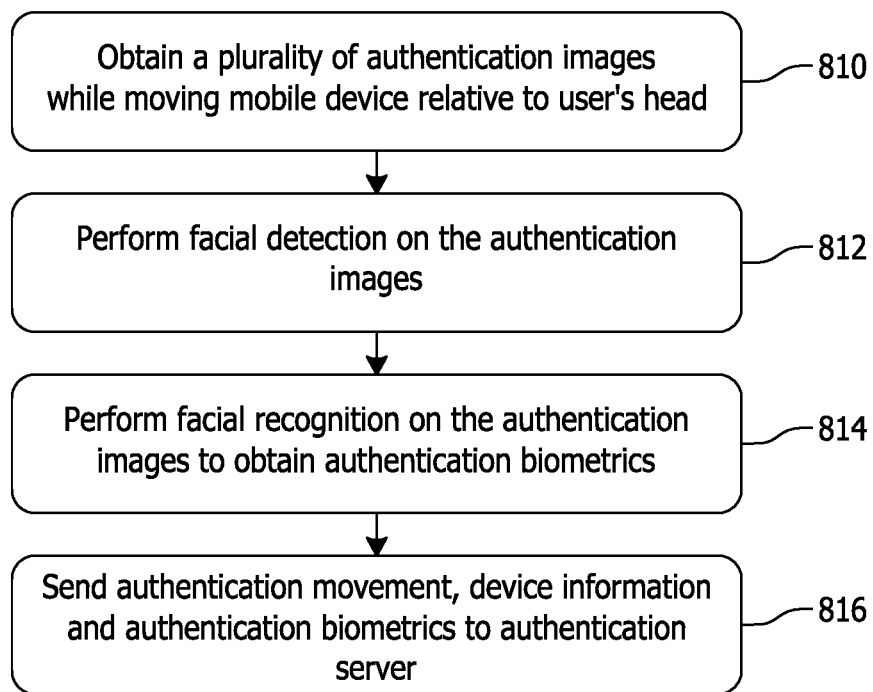 Obtain a plurality of authentication images
while moving mobile device relative to user's head
810
Perform facial detection on the authentication
images
812
Perform facial recognition on the authentication
images to obtain authentication biometrics
814
Send authentication movement, device information
and authentication biometrics to authentication
server
816